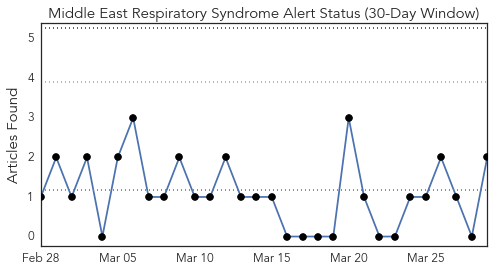 Middle East Respiratory Syndrome Alert Status (30-Day Window)
Articles Found
5
4
3
2
1
0
Feb 28 Mar 05 Mar 10 Mar 15 Mar 20 Mar 25